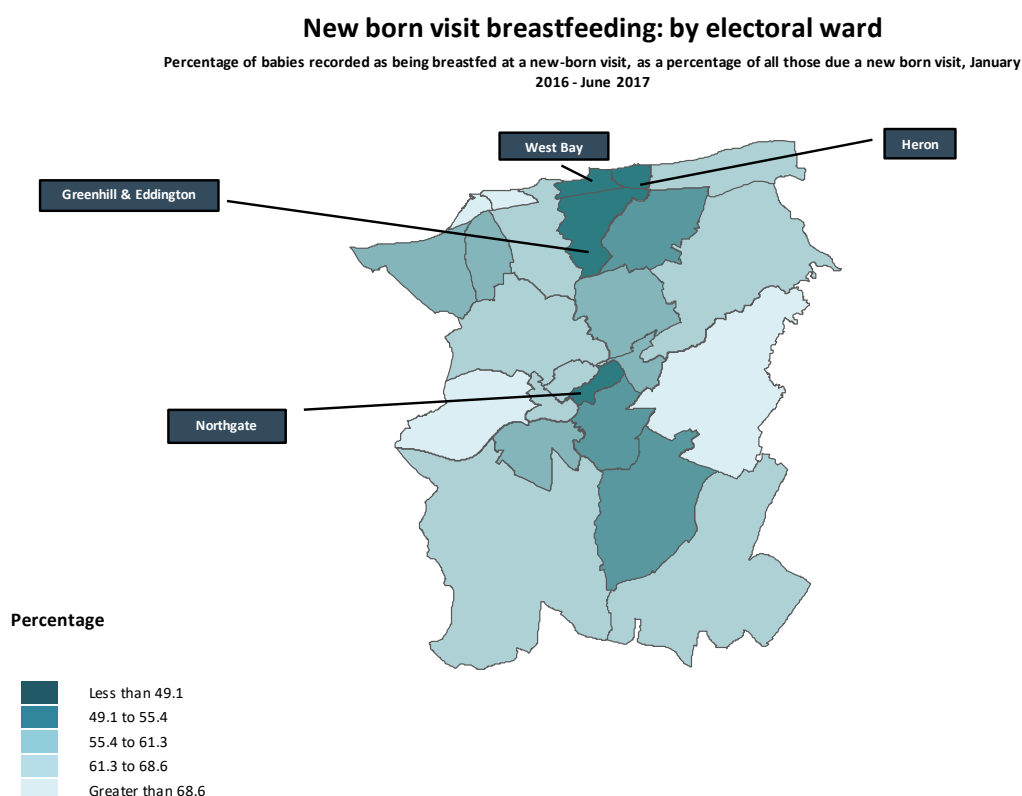 New born visit breastfeeding: by electoral ward
Percentage of babies recorded as being breastfed at a new-born visit, as a percentage of all those due a new born visit, January
2016 - June 2017
West Bay
Heron
Greenhill & Eddington
Northgate
Percentage
Less than 49.1
49.1 to 55.4
55.4 to 61.3
61.3 to 68.6
Greater than 68.6